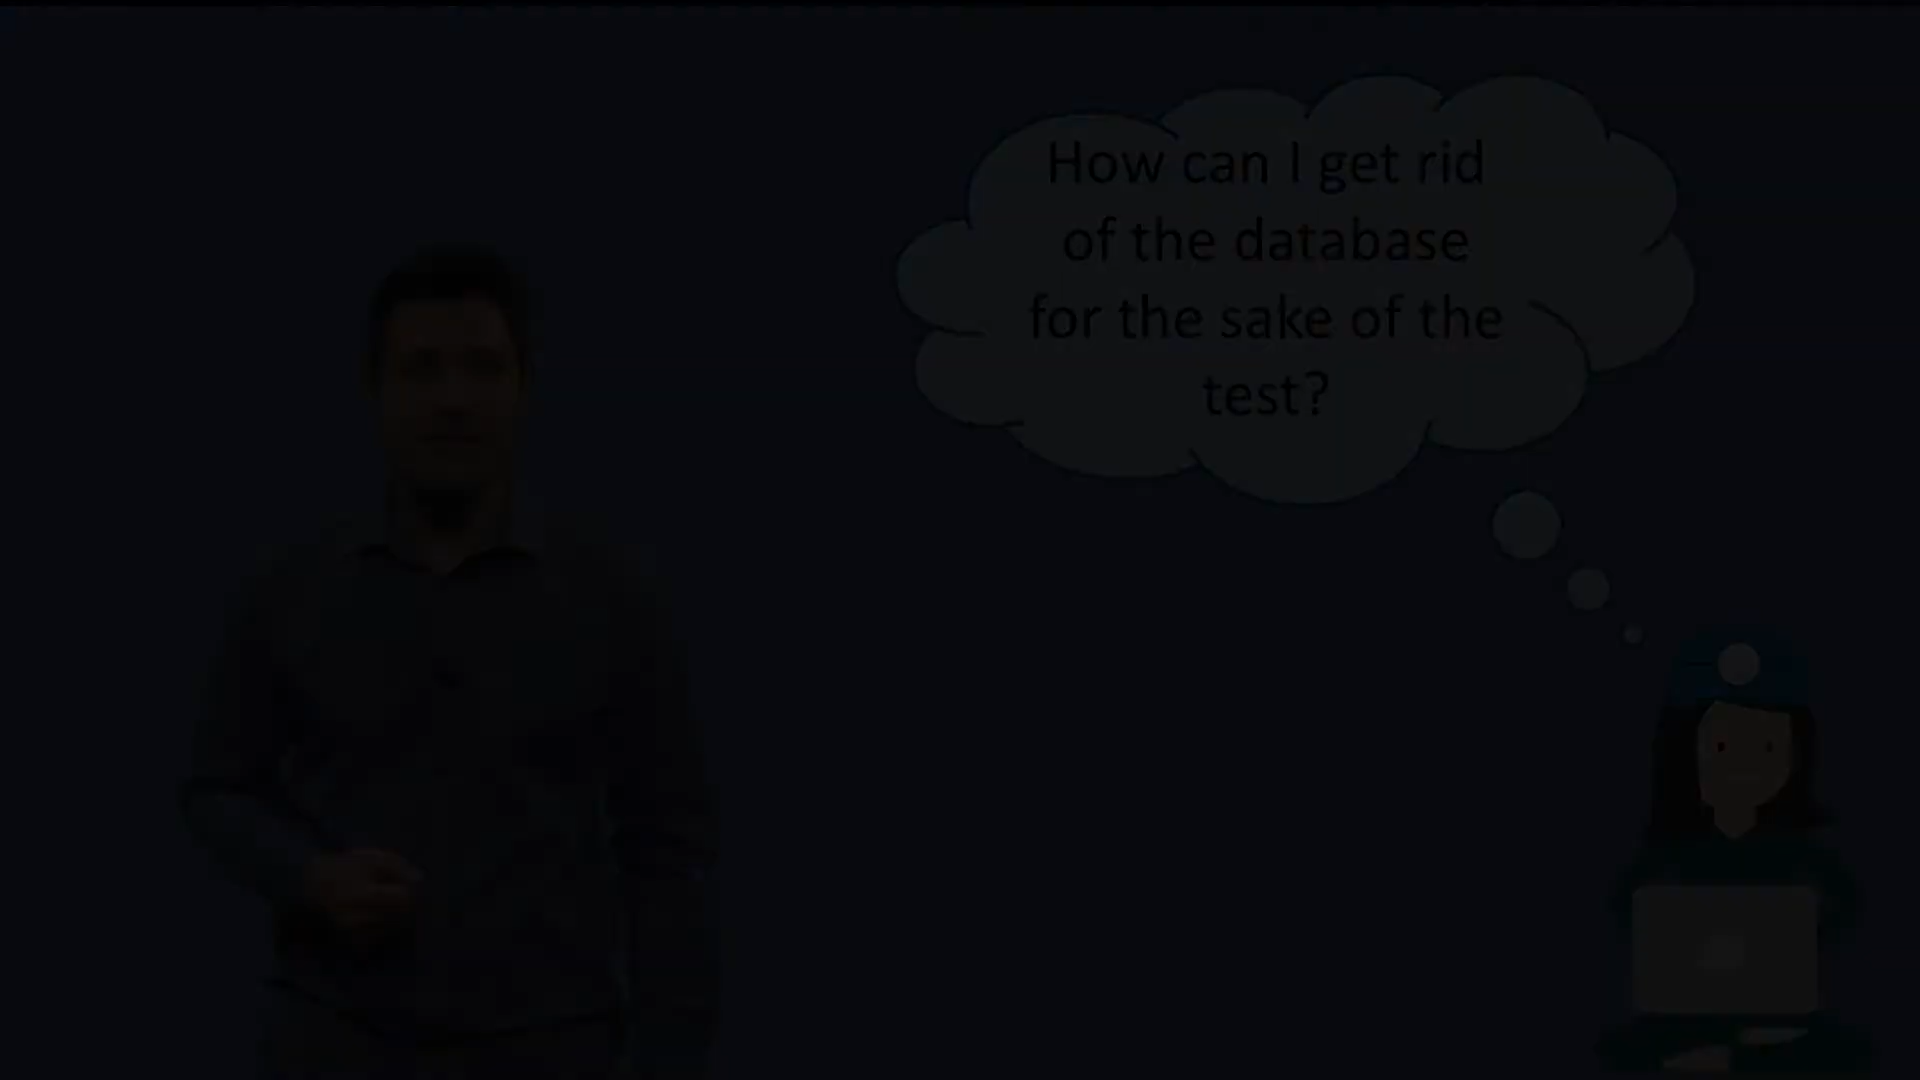 How can I get rid
of the database
for the sake of the
test?